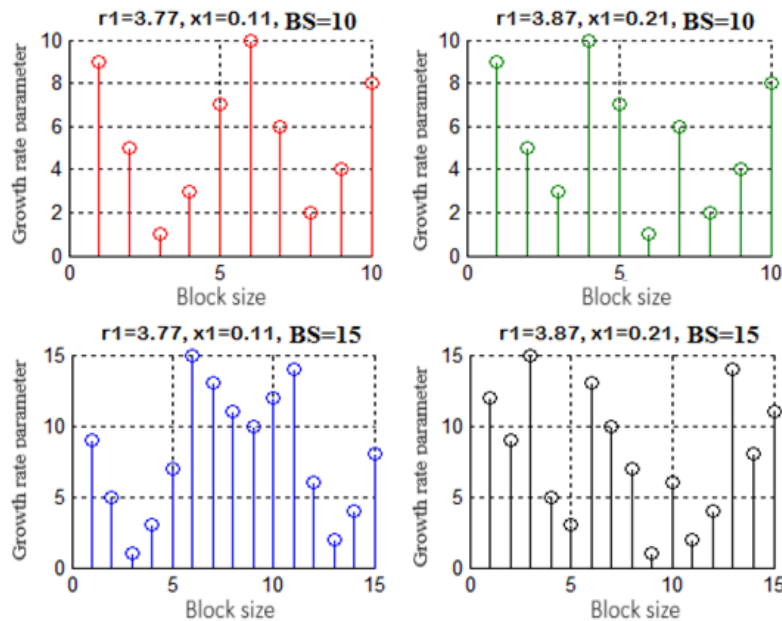 r1=3.77, x1=0.11, BS=10
Growth rate parameter
10
8
6
4
2
0
0
5
10
Block size
r1=3.87, x1=0.21, BS=10
Growth rate parameter
10
8
6
4
2
0
0
5
10
Block size
r1=3.77, x1=0.11, BS=15
Growth rate parameter
15
10
5
0
0
5
10
15
Block size
r1=3.87, x1=0.21, BS=15
Growth rate parameter
15
10
5
0
0
5
10
15
Block size